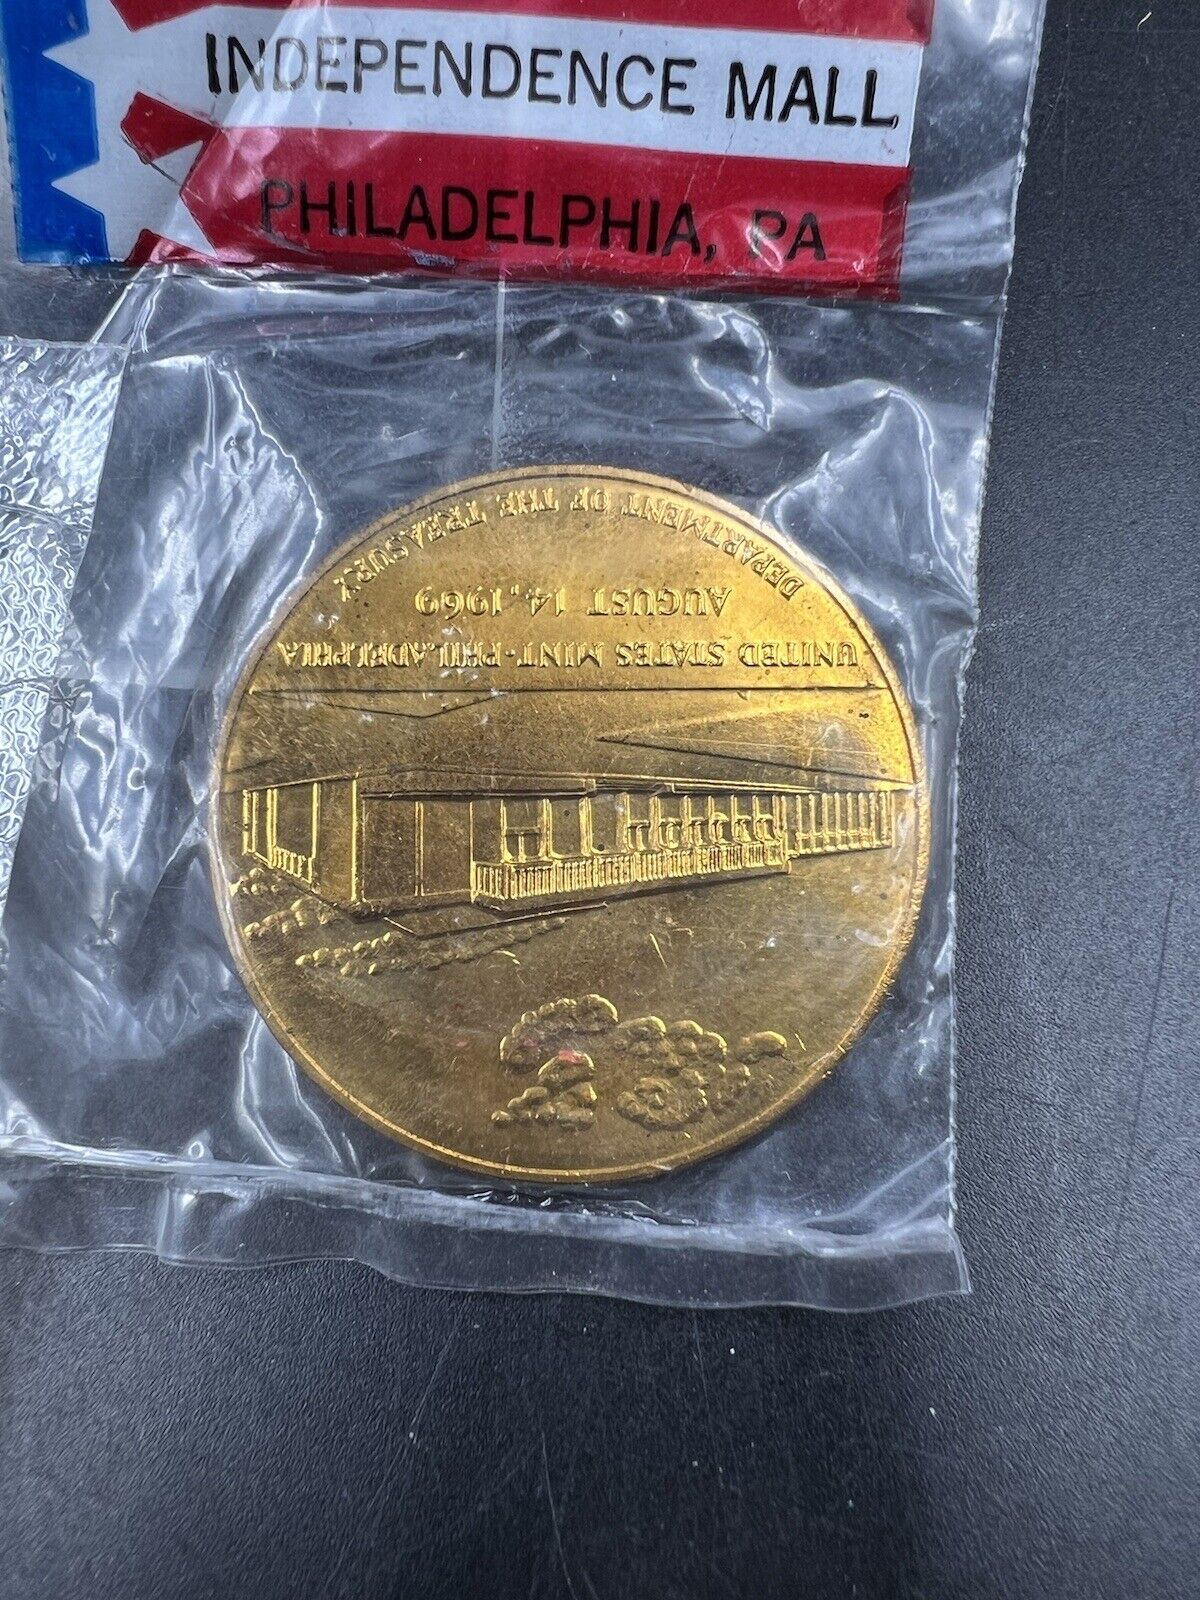 INDEPENDENCE MALL
PHILADELPHIA, PA
UNITED STATES MINT·PHILADELPHIA
AUGUST 14, 1969
DEPARTMENT OF THE TREASURY